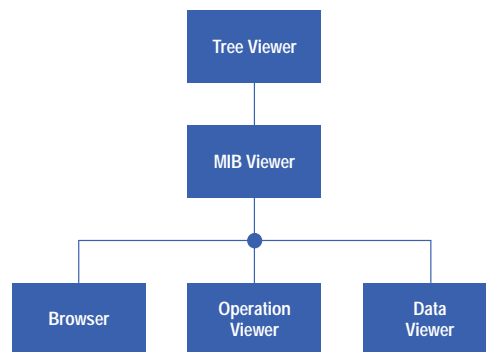 Tree Viewer
MIB Viewer
Browser
Operation
Viewer
Data
Viewer